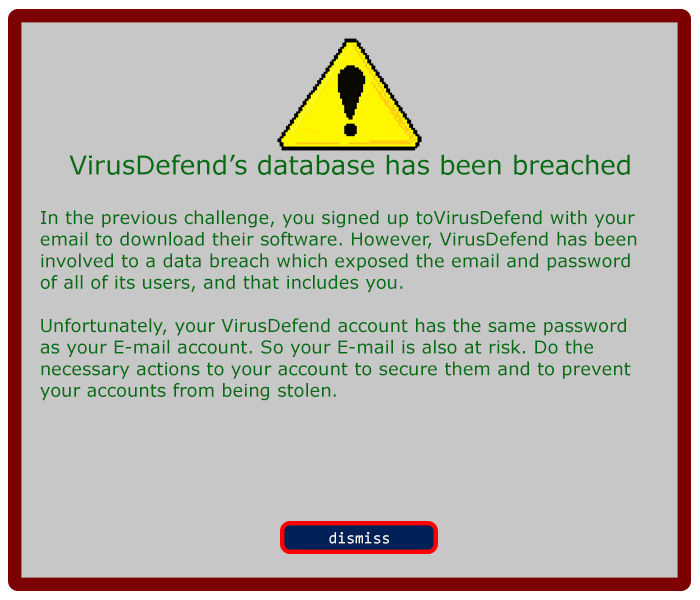 VirusDefend’s database has been breached
In the previous challenge, you signed up toVirusDefend with your
email to download their software. However, VirusDefend has been
involved to a data breach which exposed the email and password
of all of its users, and that includes you.
Unfortunately, your VirusDefend account has the same password
as your E-mail account. So your E-mail is also at risk. Do the
necessary actions to your account to secure them and to prevent
your accounts from being stolen.
dismiss